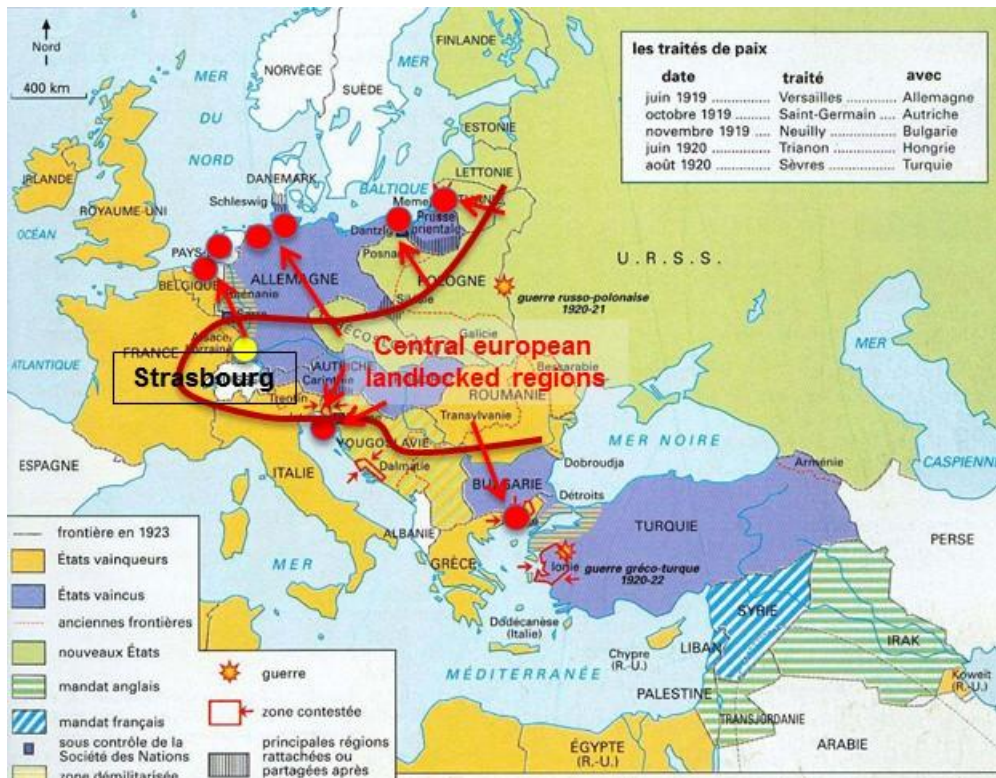 Nord
400 km
les traités de paix
date traité avec
juin 1919 ........... Versailles ........ Allemagne
octobre 1919 ... Saint-Germain ... Autriche
novembre 1919 ... Neuilly ........... Bulgarie
juin 1920 ........... Trianon ........... Hongrie
août 1920 .......... Sèvres ............ Turquie
FINLANDE
NORVÈGE
SUÈDE
MER
DU
NORD
MER
BALTIQUE
ESTONIE
LETTONIE
DANEMARK
Schleswig
IRLANDE
ROYAUME-UNI
OCÉAN
ATLANTIQUE
Dantzig
Prusse
orientale
PAYS
BELGIQUE
ALLEMAGNE
POLOGNE
U.R.S.S.
guerre russo-polonaise
1920-21
Galicie
FRANCE
Strasbourg
Central european
landlocked regions
Bessarabie
ROUMANIE
Transylvanie
YOUGOSLAVIE
Dalmatie
ITALIE
ESPAGNE
MER NOIRE
MER
CASPIENNE
Dobroudja
BULGARIE
Détroits
Arménie
TURQUIE
PERSE
ALBANIE
GRÈCE
Ionie
guerre gréco-turque
1920-22
Dodécanèse
(Italie)
MER
MÉDITERRANÉE
Chypre
(R.-U.)
SYRIE
LIBAN
IRAK
PALESTINE
TRANSJORDANIE
Koweit
(R.-U.)
ÉGYPTE
(R.-U.)
ARABIE
frontière en 1923
États vainqueurs
États vaincus
anciennes frontières
nouveaux États
mandat anglais
mandat français
sous contrôle de la
Société des Nations
zone démilitarisée
guerre
zone contestée
principales régions
rattachées ou
partagées après